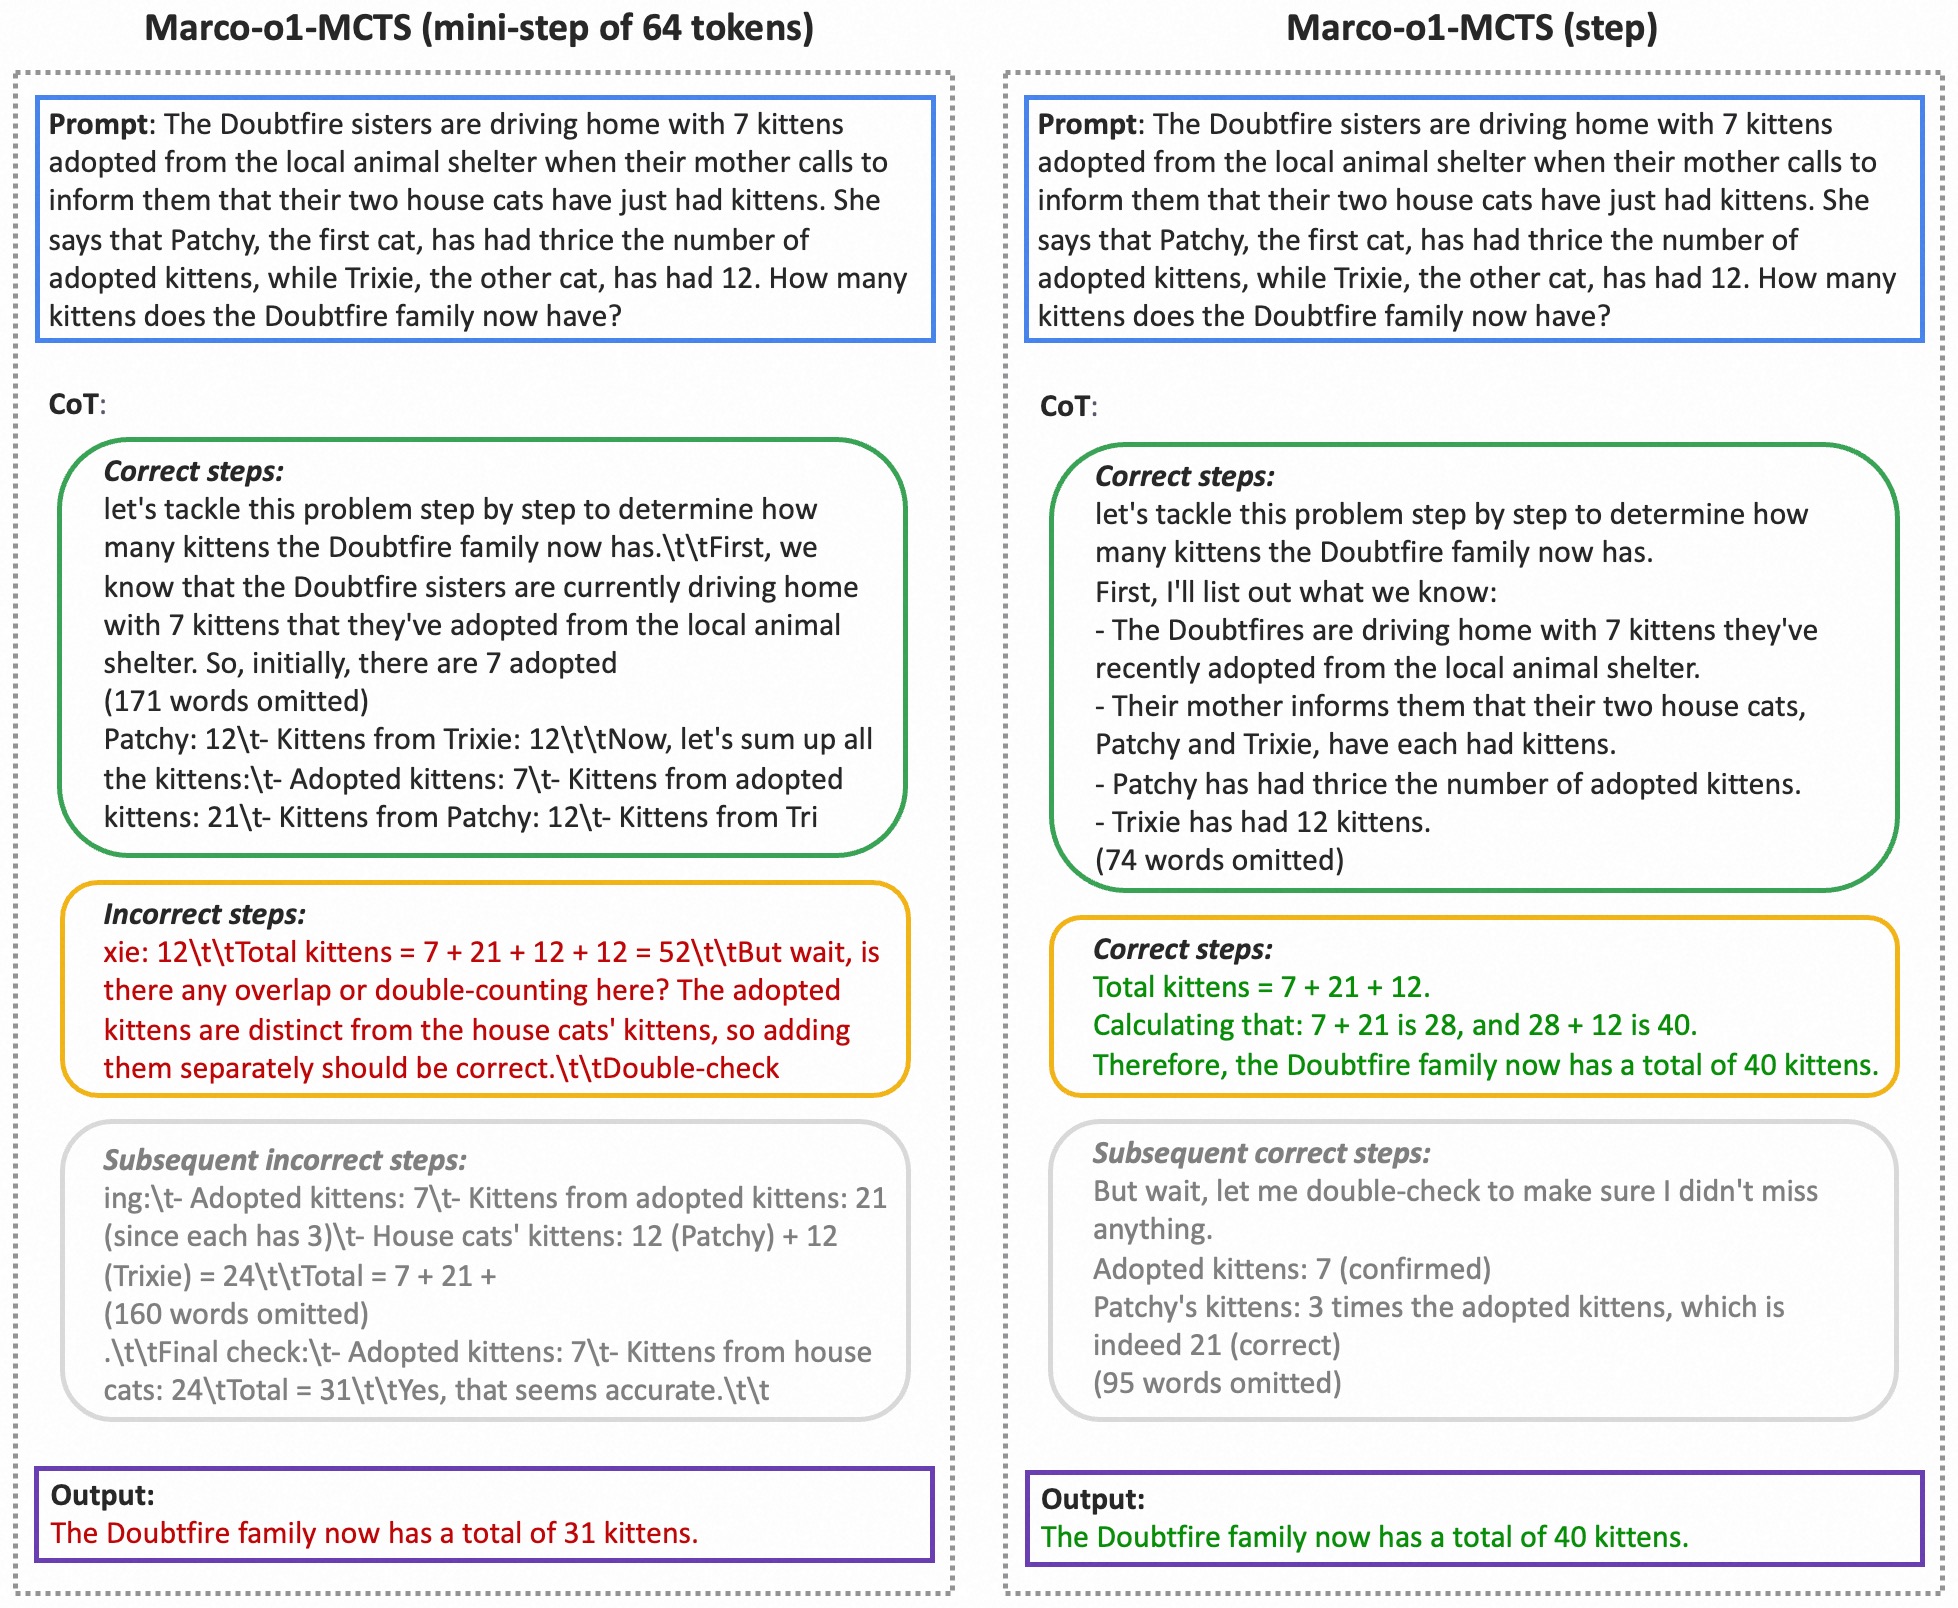 Marco-o1-MCTS (mini-step of 64 tokens)
Prompt: The Doubtfire sisters are driving home with 7 kittens
adopted from the local animal shelter when their mother calls to
inform them that their two house cats have just had kittens. She
says that Patchy, the first cat, has had thrice the number of
adopted kittens, while Trixie, the other cat, has had 12. How many
kittens does the Doubtfire family now have?
CoT:
Correct steps:
let's tackle this problem step by step to determine how
many kittens the Doubtfire family now has.\t\tFirst, we
know that the Doubtfire sisters are currently driving home
with 7 kittens that they've adopted from the local animal
shelter. So, initially, there are 7 adopted
(171 words omitted)
Patchy: 12\t- Kittens from Trixie: 12\t\tNow, let's sum up all
the kittens:\t- Adopted kittens: 7\t- Kittens from adopted
kittens: 21\t- Kittens from Patchy: 12\t- Kittens from Tri
Incorrect steps:
xie: 12\t\tTotal kittens = 7 + 21 + 12 + 12 = 52\t\tBut wait, is
there any overlap or double-counting here? The adopted
kittens are distinct from the house cats' kittens, so adding
them separately should be correct.\t\tDouble-check
Subsequent incorrect steps:
ing:\t- Adopted kittens: 7\t- Kittens from adopted kittens: 21
(since each has 3)\t- House cats' kittens: 12 (Patchy) + 12
(Trixie) = 24\t\tTotal = 7 + 21 +
(160 words omitted)
.\t\tFinal check:\t- Adopted kittens: 7\t- Kittens from house
cats: 24\tTotal = 31\t\tYes, that seems accurate.\t\t
Output:
The Doubtfire family now has a total of 31 kittens.
Marco-o1-MCTS (step)
Prompt: The Doubtfire sisters are driving home with 7 kittens
adopted from the local animal shelter when their mother calls to
inform them that their two house cats have just had kittens. She
says that Patchy, the first cat, has had thrice the number of
adopted kittens, while Trixie, the other cat, has had 12. How many
kittens does the Doubtfire family now have?
CoT:
Correct steps:
let's tackle this problem step by step to determine how
many kittens the Doubtfire family now has.
First, I'll list out what we know:
- The Doubtfires are driving home with 7 kittens they've
recently adopted from the local animal shelter.
- Their mother informs them that their two house cats,
Patchy and Trixie, have each had kittens.
- Patchy has had thrice the number of adopted kittens.
- Trixie has had 12 kittens.
(74 words omitted)
Correct steps:
Total kittens = 7 + 21 + 12.
Calculating that: 7 + 21 is 28, and 28 + 12 is 40.
Therefore, the Doubtfire family now has a total of 40 kittens.
Subsequent correct steps:
But wait, let me double-check to make sure I didn't miss
anything.
Adopted kittens: 7 (confirmed)
Patchy's kittens: 3 times the adopted kittens, which is
indeed 21 (correct)
(95 words omitted)
Output:
The Doubtfire family now has a total of 40 kittens.